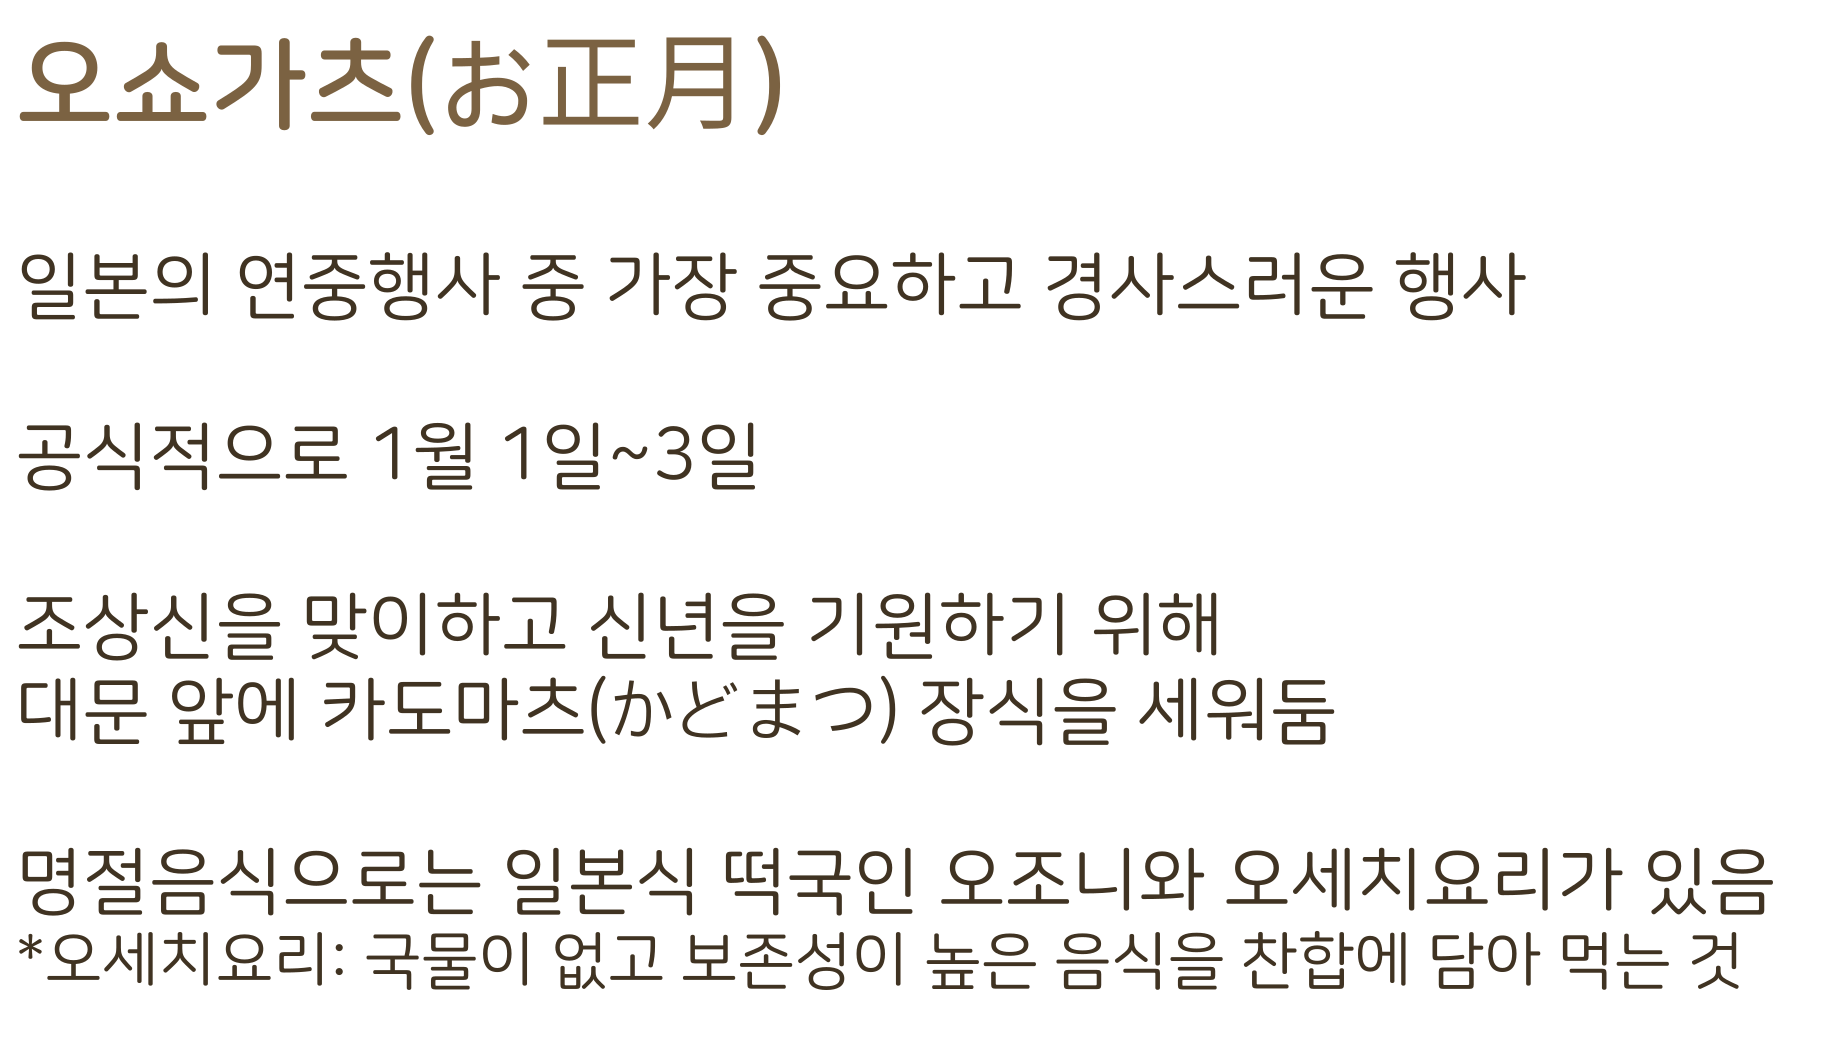 오쇼가츠(お正月)
일본의 연중행사 중 가장 중요하고 경사스러운 행사
공식적으로 1월 1일~3일
조상신을 맞이하고 신년을 기원하기 위해
대문 앞에 카도마츠(かどまつ) 장식을 세워둠
명절음식으로는 일본식 떡국인 오조니와 오세치요리가 있음
*오세치요리: 국물이 없고 보존성이 높은 음식을 찬합에 담아 먹는 것